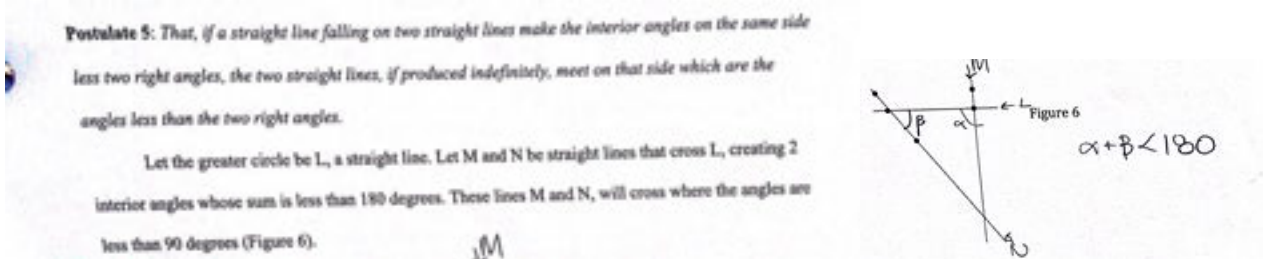 Postulate 5: That, if a straight line falling on two straight lines make the interior angles on the same side
less two right angles, the two straight lines, if produced indefinitely, meet on that side which are the
angles less than the two right angles.
Let the greater circle be L, a straight line. Let M and N be straight lines that cross L, creating 2
interior angles whose sum is less than 180 degrees. These lines M and N, will cross where the angles are
less than 90 degrees (Figure 6).
M
M
← L
Figure 6
β
α
α+β<180
N